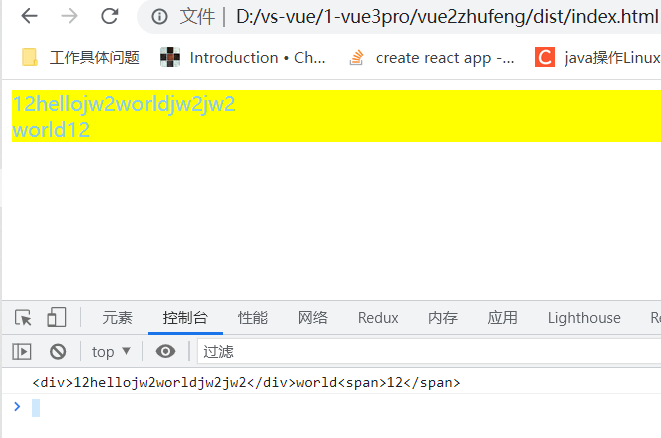 文件 | D:/vs-vue/1-vue3pro/vue2zhufeng/dist/index.html
工作具体问题 Introduction • Ch... create react app -... C java操作Linux
12hellojw2worldjw2jw2
world12
元素 控制台 性能 网络 Redux 内存 应用 Lighthouse
top ▼ 过滤
<div>12hellojw2worldjw2jw2</div>world<span>12</span>
>